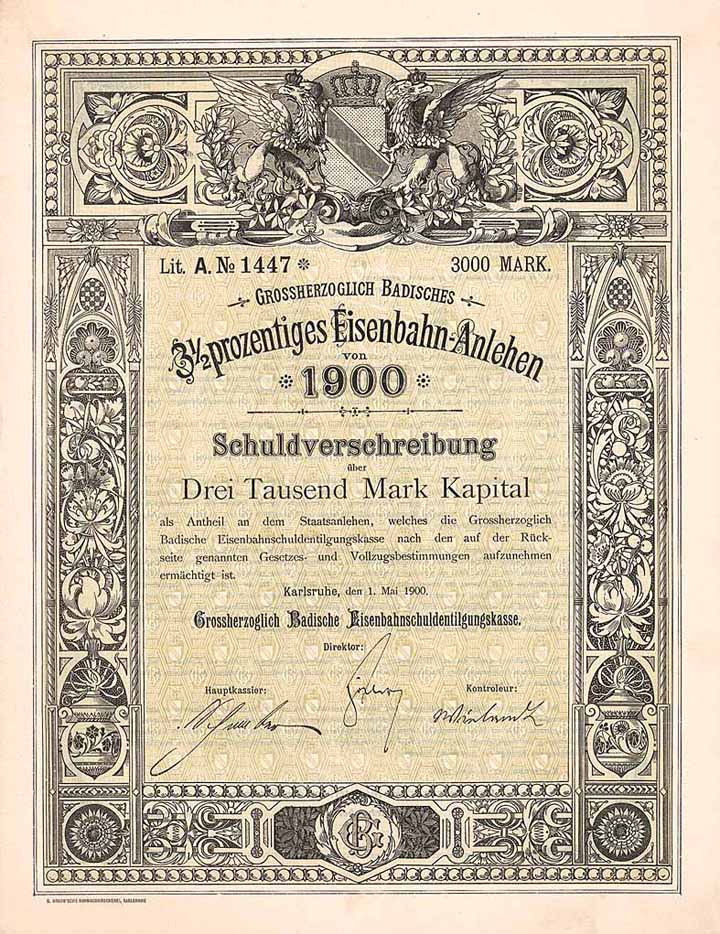 Lit. A. № 1447 *
3000 MARK.
GROSSHERZOGLICH BADISCHES
3½ prozentiges Eisenbahn-Anlehen
von
* 1900 *
Schuldverschreibung
über
Drei Tausend Mark Kapital
als Antheil an dem Staatsanlehen, welches die Grossherzoglich
Badische Eisenbahnschuldentilgungskasse nach den auf der Rück-
seite genannten Gesetzes- und Vollzugsbestimmungen aufzunehmen
ermächtigt ist.
Karlsruhe, den 1. Mai 1900.
Grossherzoglich Badische Eisenbahnschuldentilgungskasse.
Direktor:
Hauptkassier:
Kontroleur: